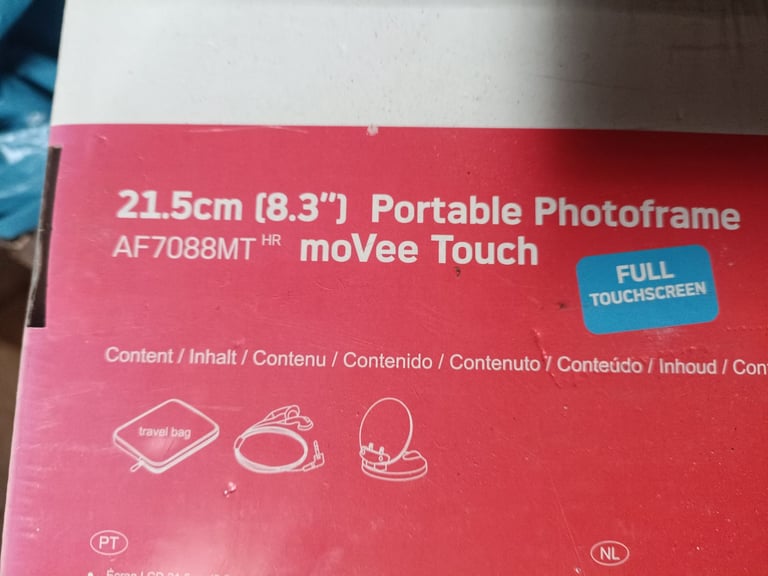 21.5cm (8.3") Portable Photoframe
AF7088MT HR moVee Touch
FULL
TOUCHSCREEN
Content / Inhalt / Contenu / Contenido / Contenuto / Conteúdo / Inhoud /
travel bag
PT
NL